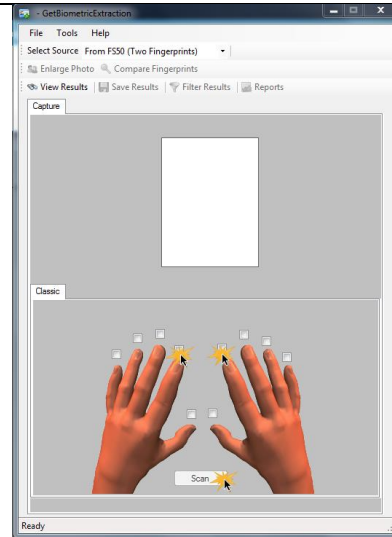 - GetBiometricExtraction
File Tools Help
Select Source From FS50 (Two Fingerprints)
Enlarge Photo Compare Fingerprints
View Results Save Results Filter Results Reports
Capture
Classic
Scan
Ready